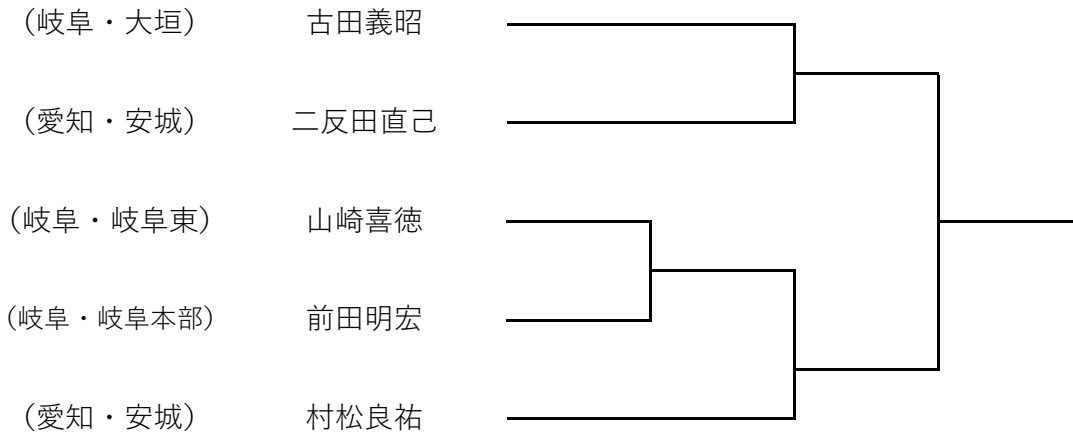 (岐阜・大垣) 古田義昭
(愛知・安城) 二反田直己
(岐阜・岐阜東) 山崎喜徳
(岐阜・岐阜本部) 前田明宏
(愛知・安城) 村松良祐